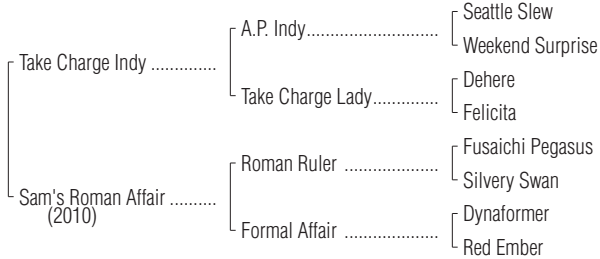 Seattle Slew
A.P. Indy..............................
Weekend Surprise
Take Charge Indy ...............
Dehere
Take Charge Lady...............
Felicita
Fusaichi Pegasus
Roman Ruler .....................
Silvery Swan
Sam's Roman Affair ..........
(2010)
Dynaformer
Formal Affair .....................
Red Ember